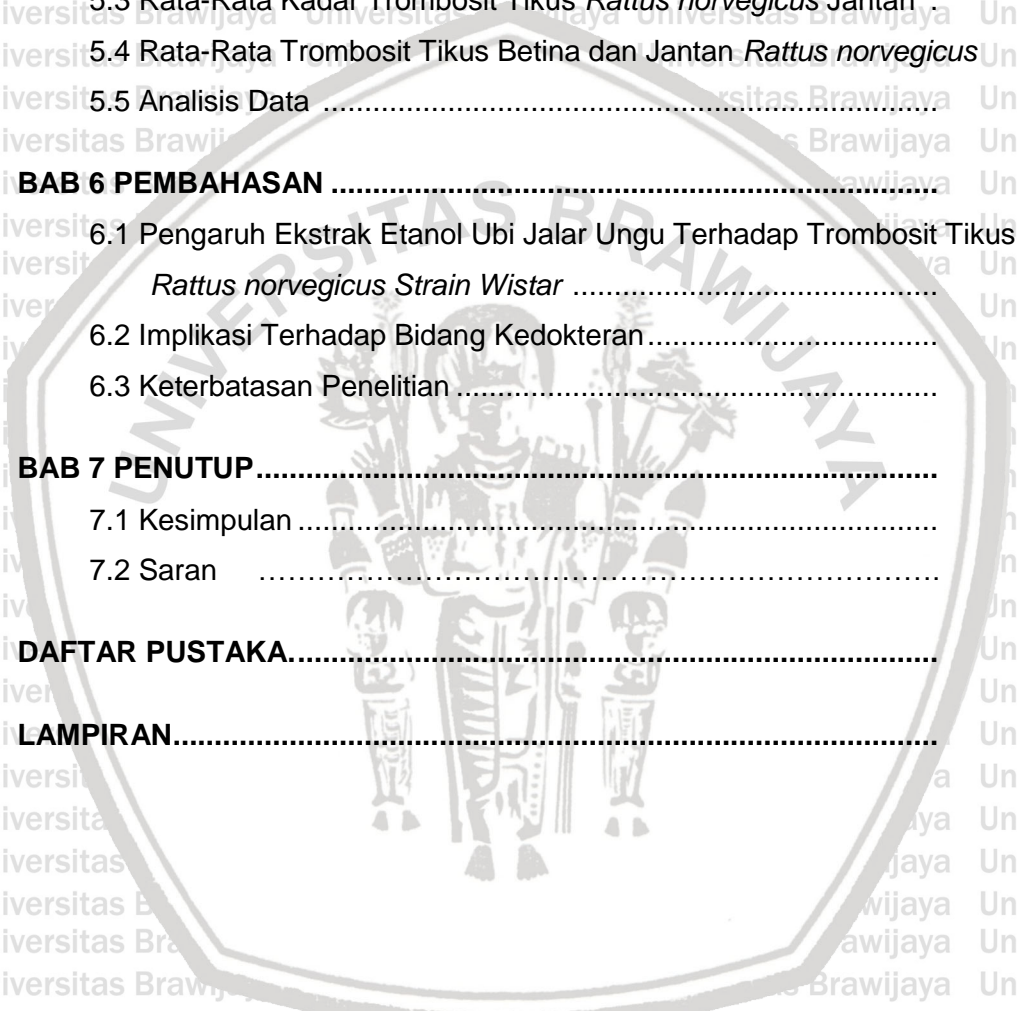 5.3 Rata-Rata Kadar Trombosit Tikus Rattus norvegicus Jantan .
5.4 Rata-Rata Trombosit Tikus Betina dan Jantan Rattus norvegicus
5.5 Analisis Data ..........................................................................
BAB 6 PEMBAHASAN ..........................................................................
6.1 Pengaruh Ekstrak Etanol Ubi Jalar Ungu Terhadap Trombosit Tikus
Rattus norvegicus Strain Wistar ............................................
6.2 Implikasi Terhadap Bidang Kedokteran...................................
6.3 Keterbatasan Penelitian ..........................................................
BAB 7 PENUTUP..................................................................................
7.1 Kesimpulan .............................................................................
7.2 Saran ……………………………………………………….
DAFTAR PUSTAKA..............................................................................
LAMPIRAN............................................................................................
UNIVERSITAS BRAWIJAYA